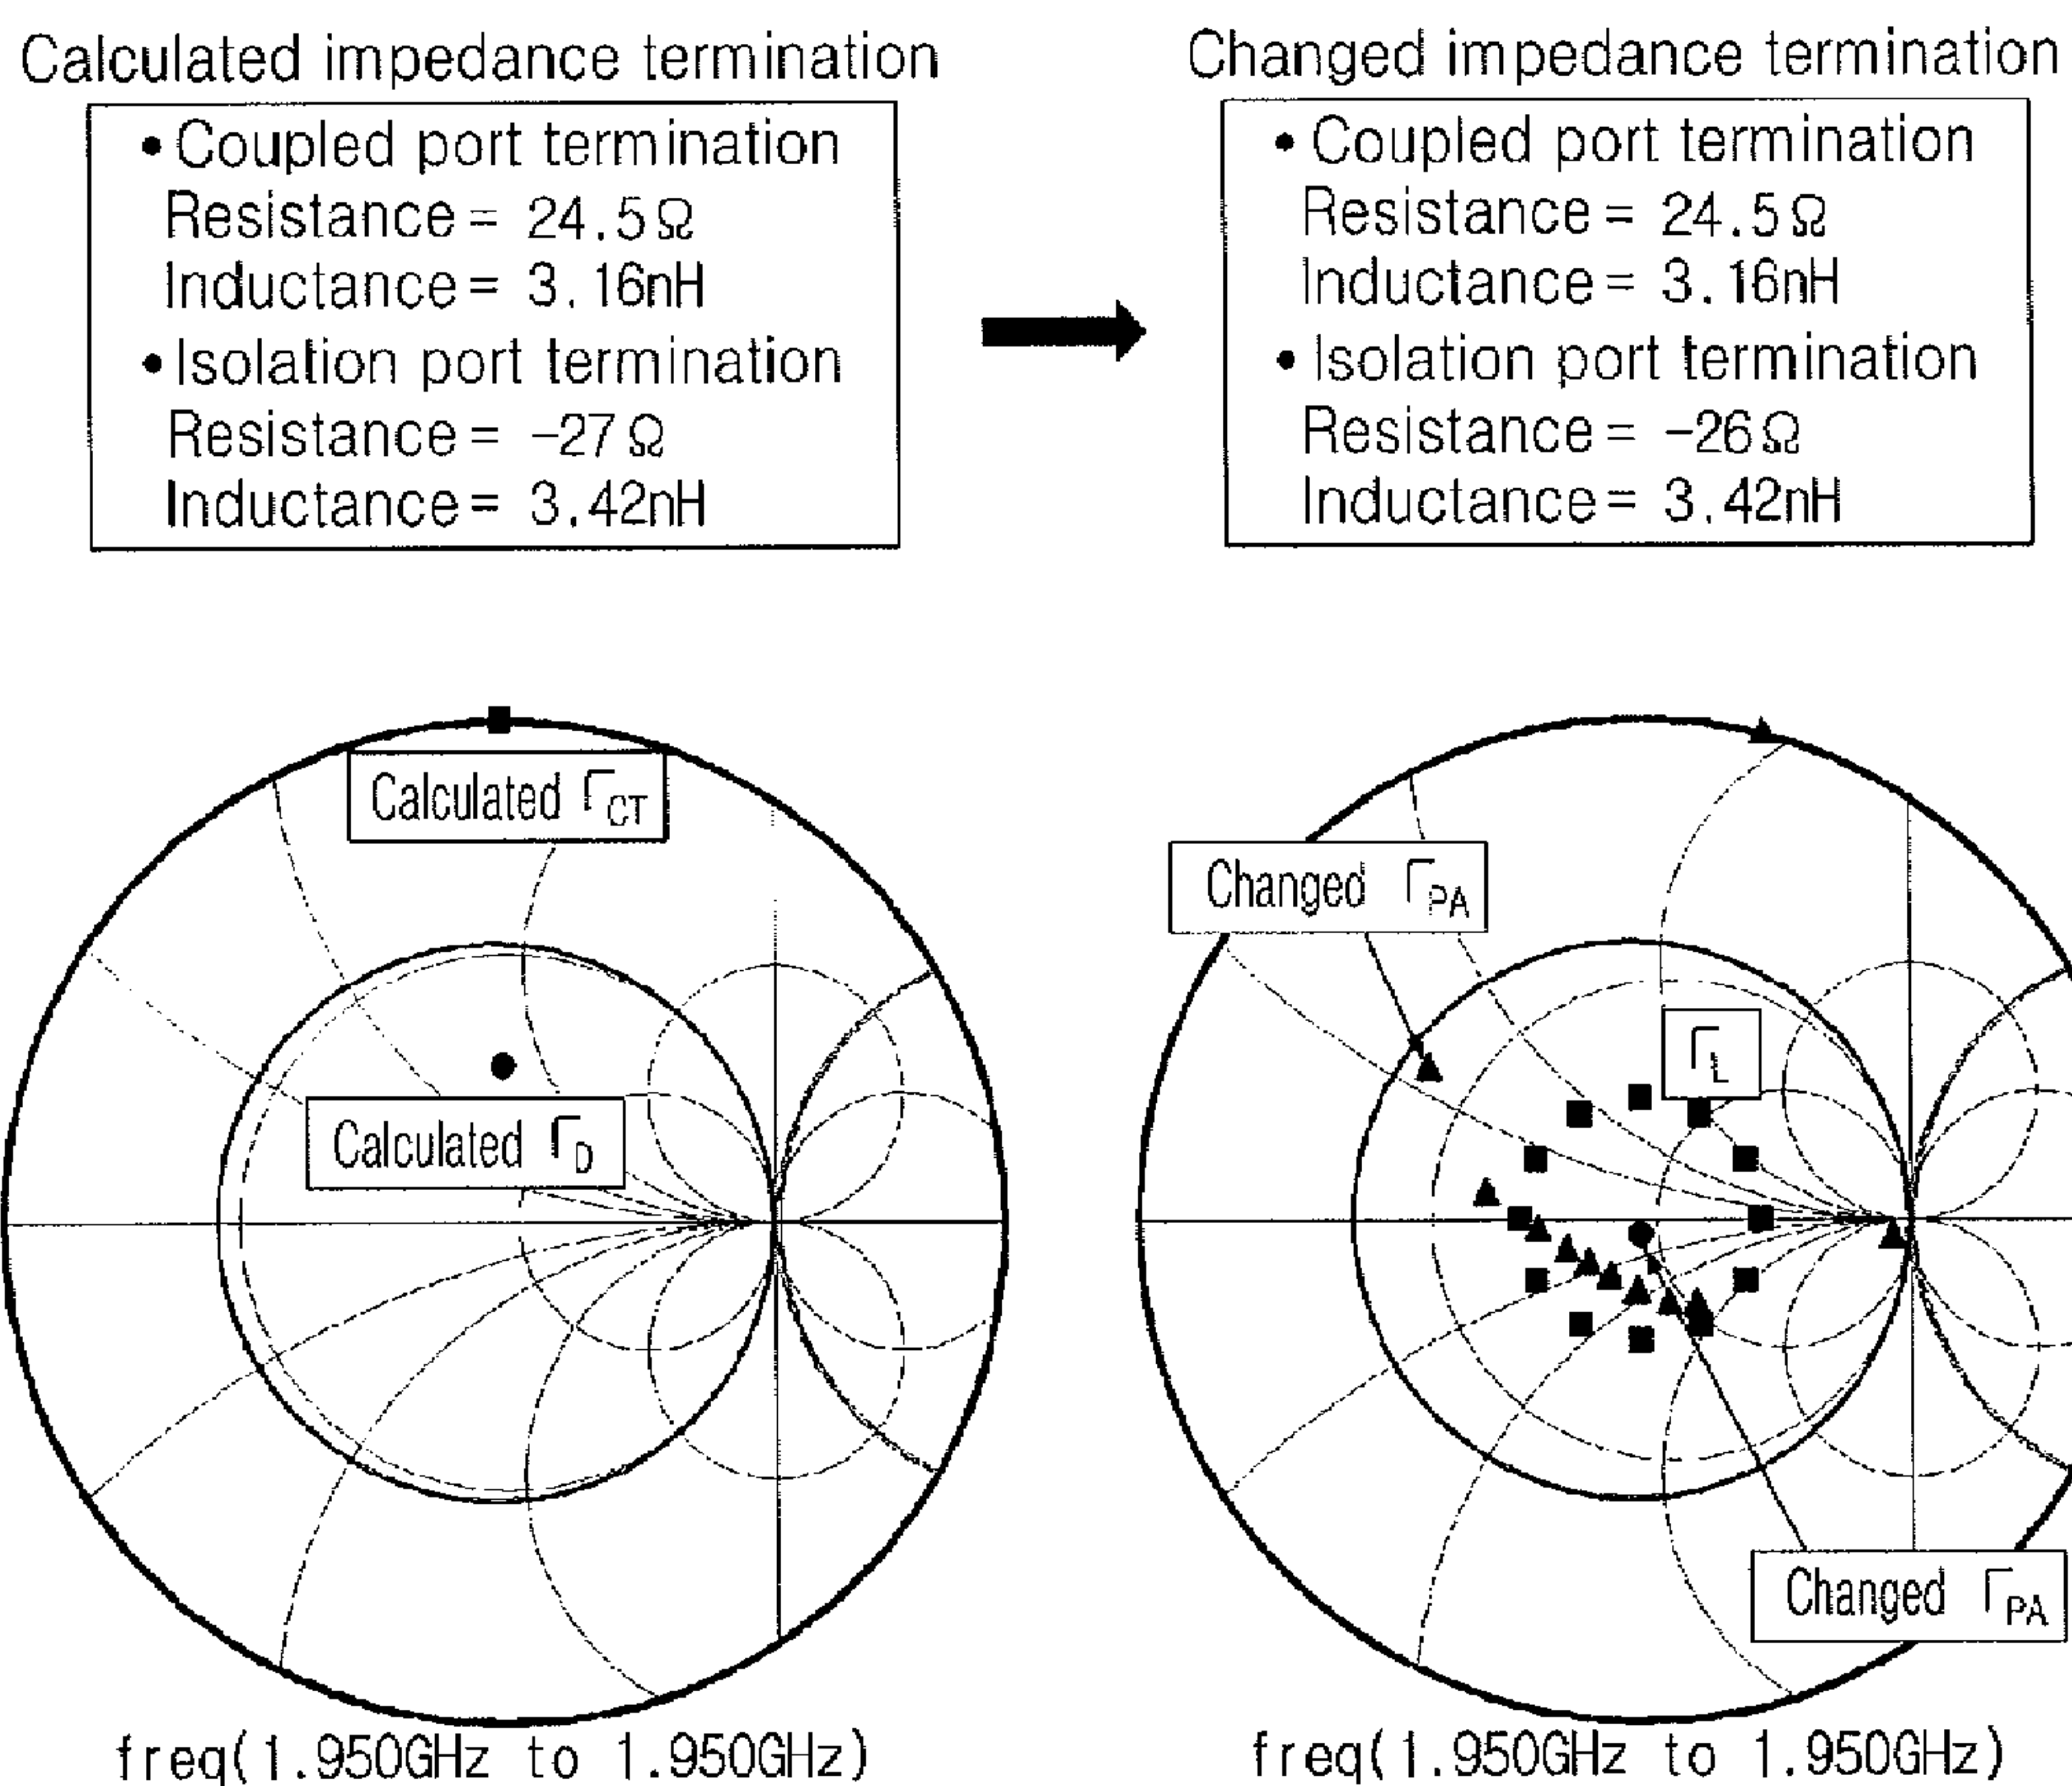 Calculated impedance termination
• Coupled port termination
Resistance = 24.5Ω
Inductance = 3.16nH
• Isolation port termination
Resistance = -27Ω
Inductance = 3.42nH
Changed impedance termination
• Coupled port termination
Resistance = 24.5Ω
Inductance = 3.16nH
• Isolation port termination
Resistance = -26Ω
Inductance = 3.42nH
Calculated Γ_CT
Calculated Γ_D
freq(1.950GHz to 1.950GHz)
Changed Γ_PA
Γ_L
Changed Γ_PA
freq(1.950GHz to 1.950GHz)